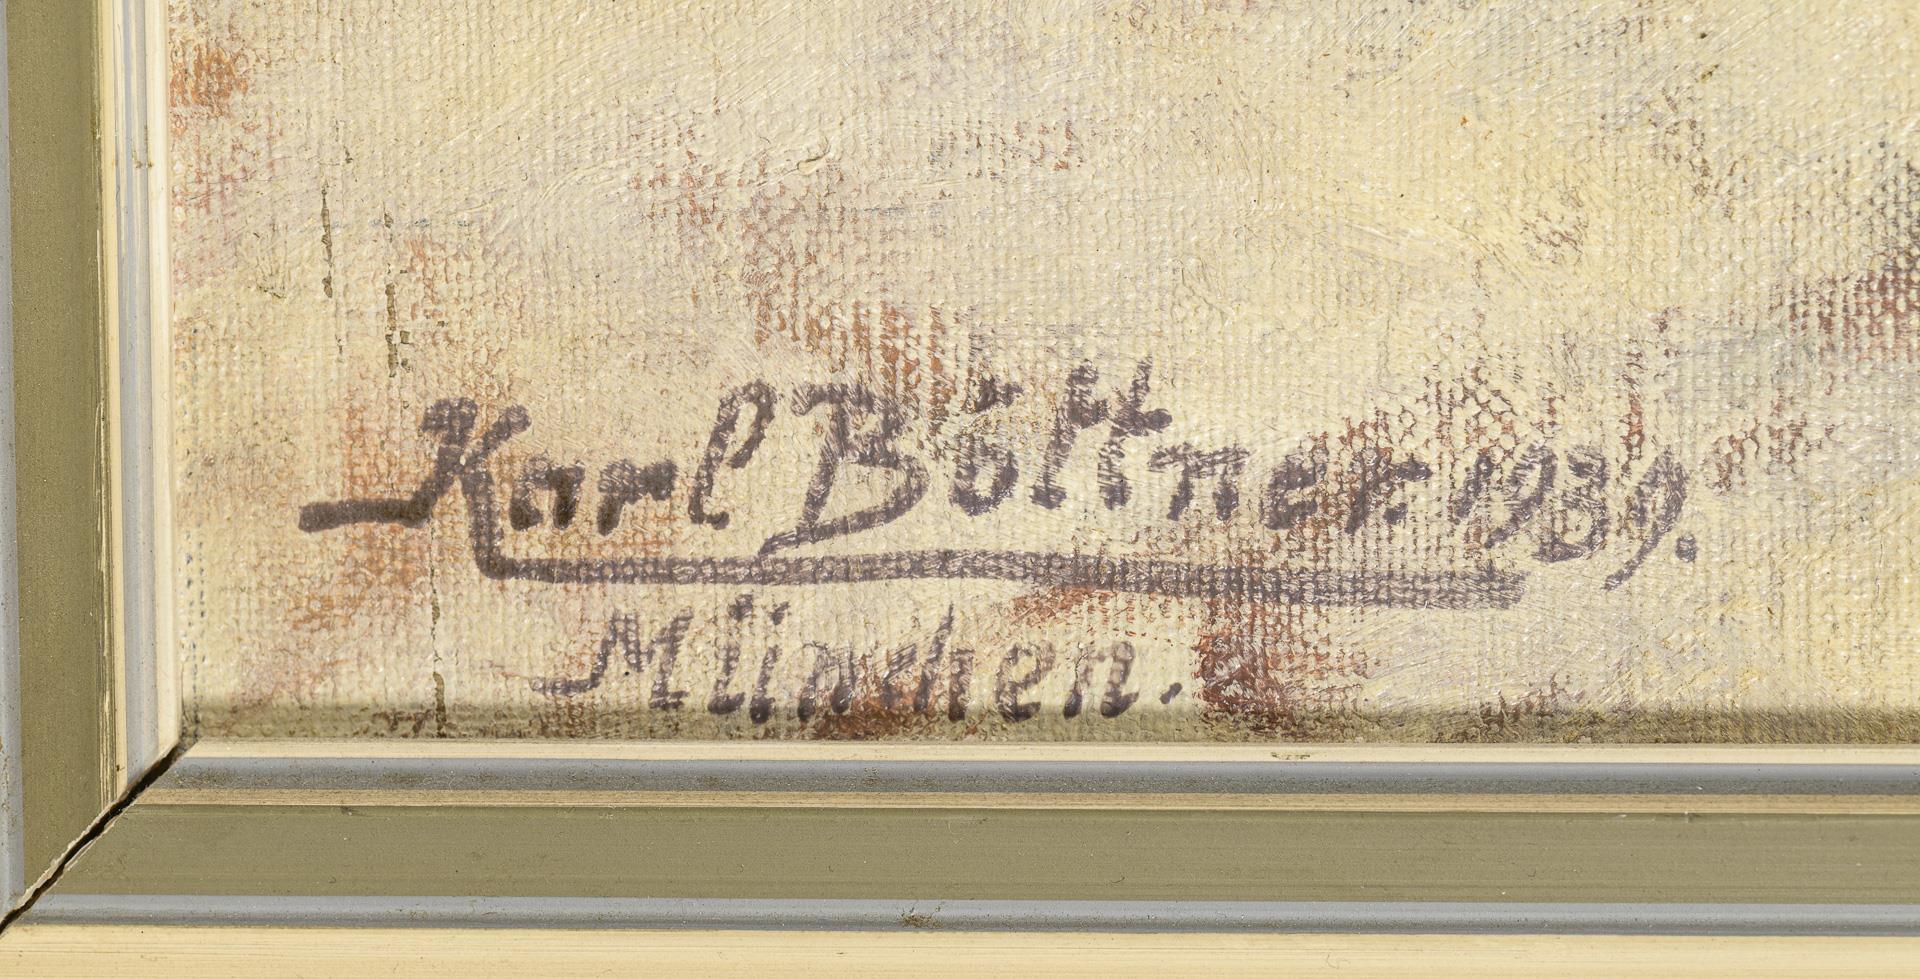 Karl Böttner. 1939.
München.